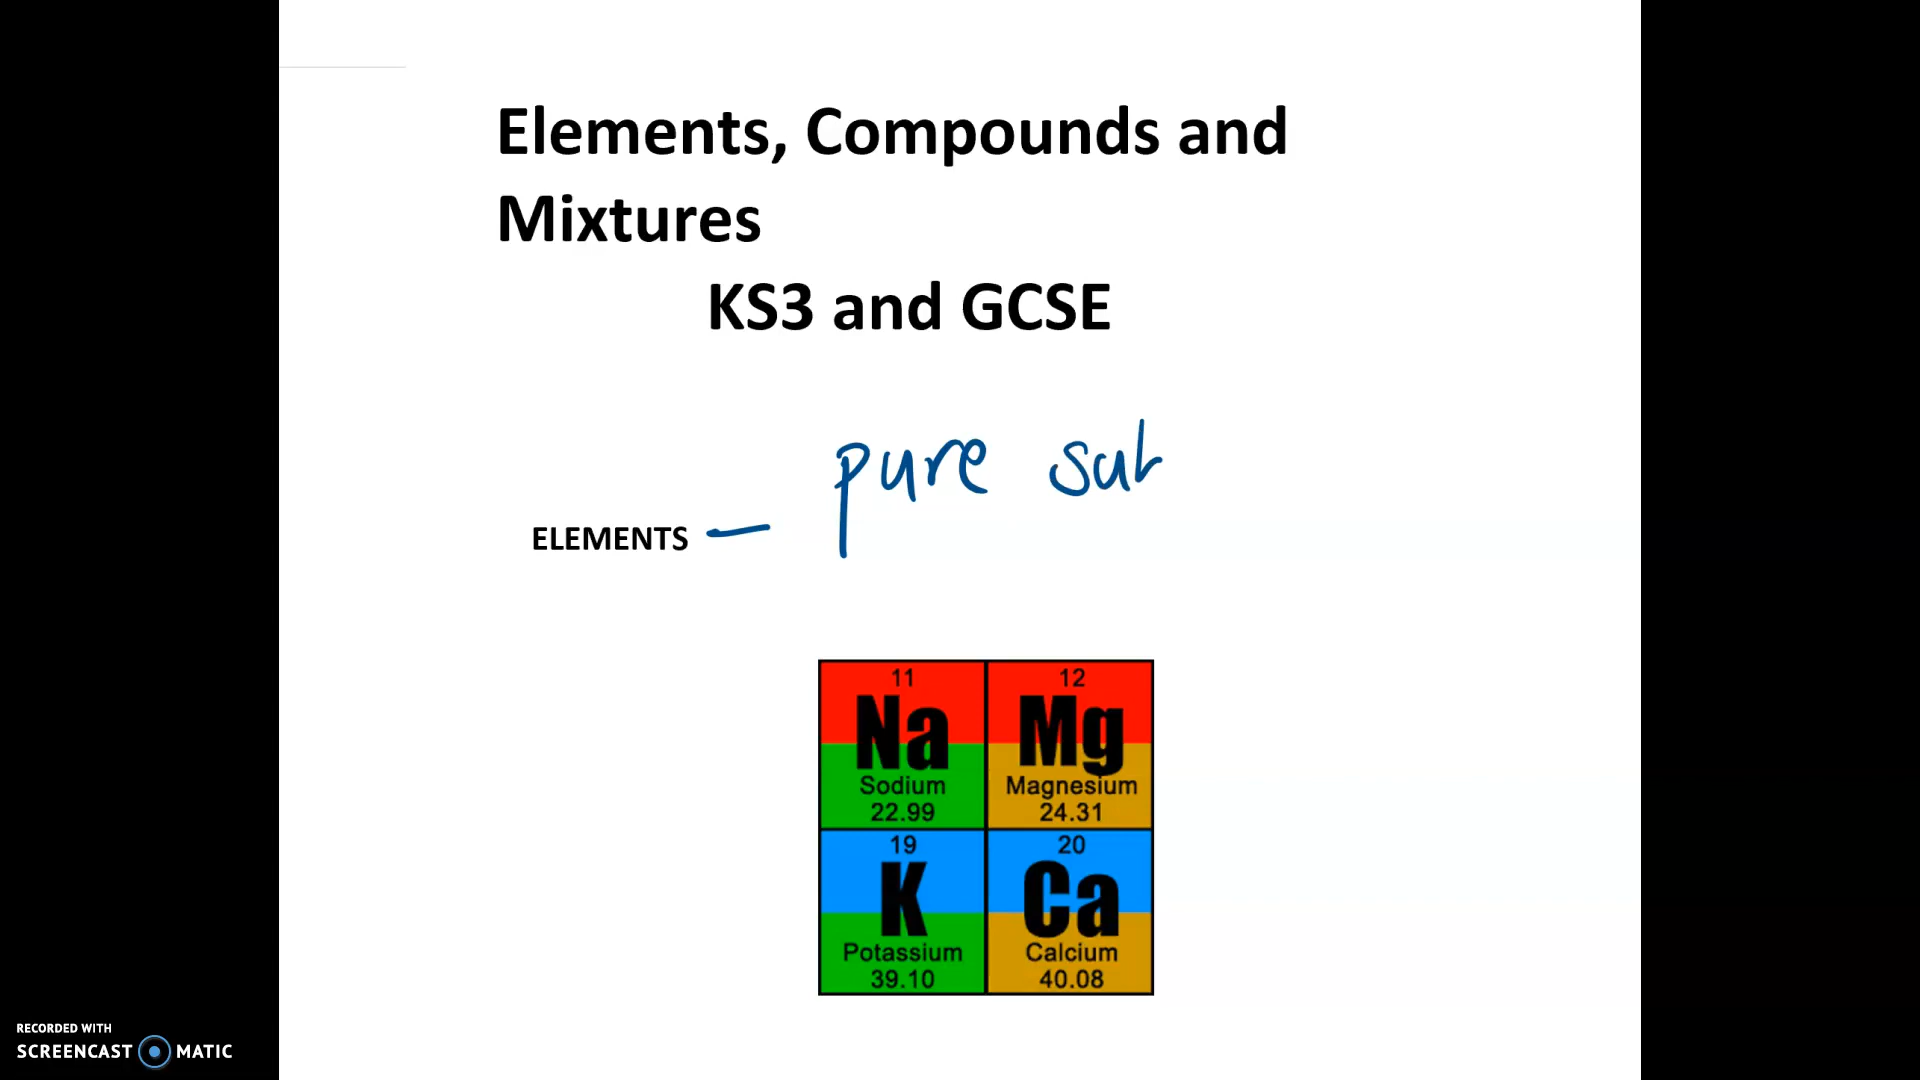 Elements, Compounds and
Mixtures
KS3 and GCSE
pure sub
ELEMENTS —
11
Na
Sodium
22.99
12
Mg
Magnesium
24.31
19
K
Potassium
39.10
20
Ca
Calcium
40.08
RECORDED WITH
SCREENCAST MATIC